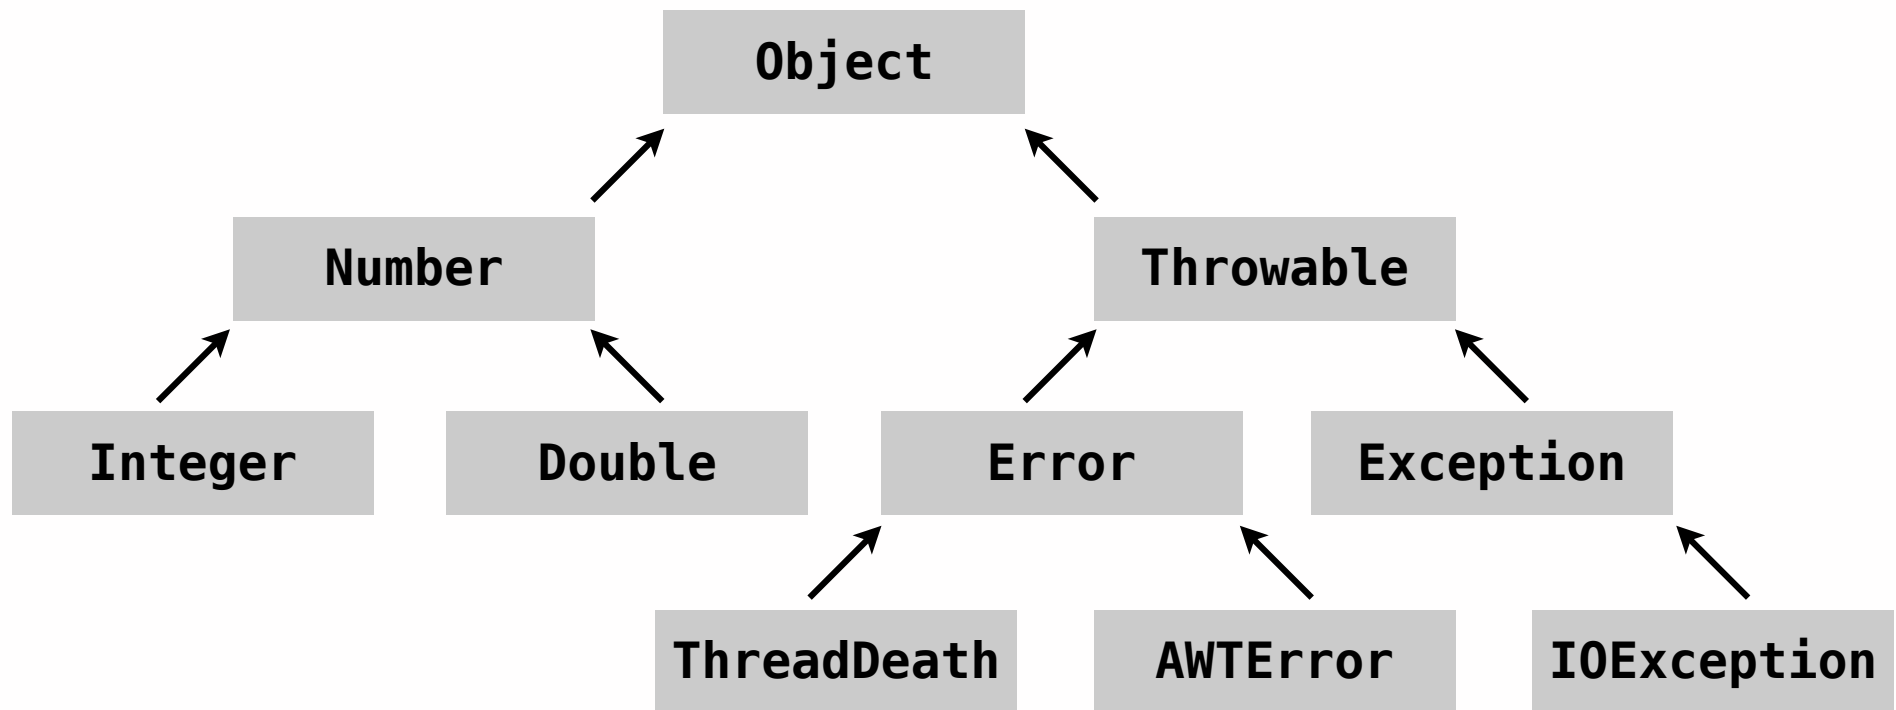 Object
Number
Throwable
Integer
Double
Error
Exception
ThreadDeath
AWTError
IOException